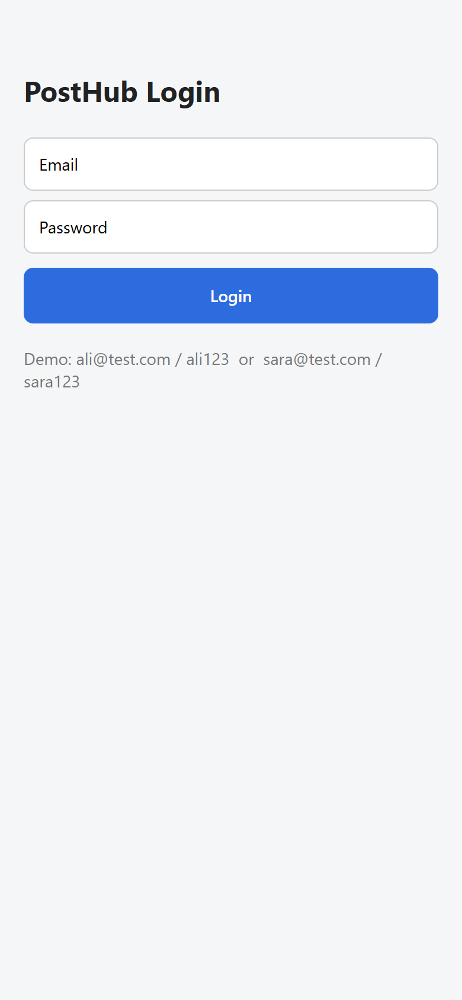 PostHub Login
Email
Password
Login
Demo: ali@test.com / ali123  or  sara@test.com /
sara123